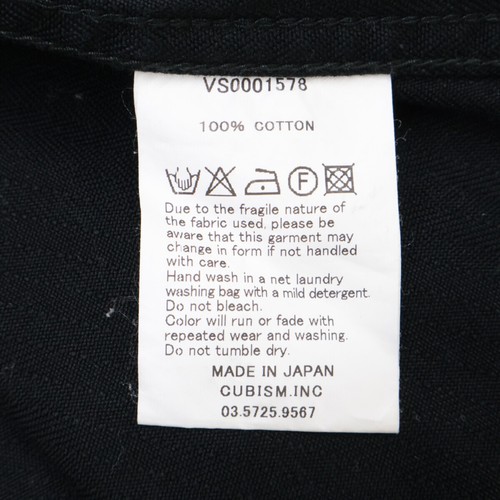 VS0001578
100% COTTON
F
Due to the fragile nature of
the fabric used, please be
aware that this garment may
change in form if not handled
with care.
Hand wash in a net laundry
washing bag with a mild detergent.
Do not bleach.
Color will run or fade with
repeated wear and washing.
Do not tumble dry.
MADE IN JAPAN
CUBISM.INC
03.5725.9567